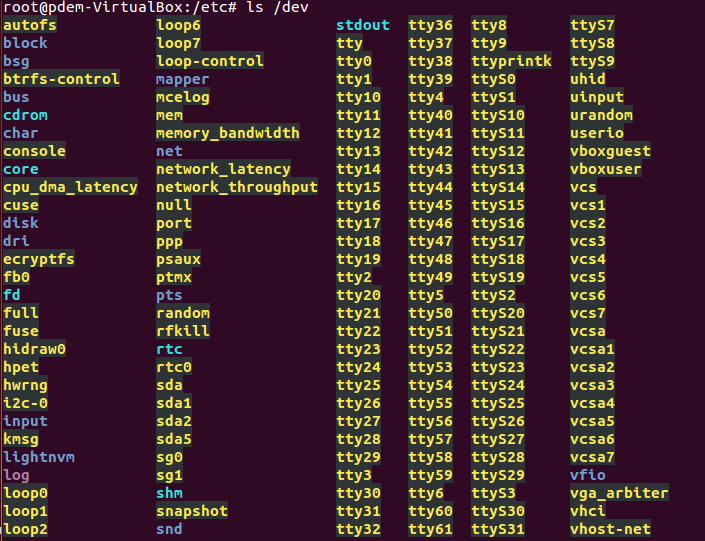 root@pdem-VirtualBox:/etc# ls /dev
autofs loop6 stdout tty36 tty8 ttyS7
block loop7 tty tty37 tty9 ttyS8
bsg loop-control tty0 tty38 ttyprintk ttyS9
btrfs-control mapper tty1 tty39 ttyS0 uhid
bus mcelog tty10 tty4 ttyS1 uinput
cdrom mem tty11 tty40 ttyS10 urandom
char memory_bandwidth tty12 tty41 ttyS11 userio
console net tty13 tty42 ttyS12 vboxguest
core network_latency tty14 tty43 ttyS13 vboxuser
cpu_dma_latency network_throughput tty15 tty44 ttyS14 vcs
cuse null tty16 tty45 ttyS15 vcs1
disk port tty17 tty46 ttyS16 vcs2
dri ppp tty18 tty47 ttyS17 vcs3
ecryptfs psaux tty19 tty48 ttyS18 vcs4
fb0 ptmx tty2 tty49 ttyS19 vcs5
fd pts tty20 tty5 ttyS2 vcs6
full random tty21 tty50 ttyS20 vcs7
fuse rfkill tty22 tty51 ttyS21 vcsa
hidraw0 rtc tty23 tty52 ttyS22 vcsa1
hpet rtc0 tty24 tty53 ttyS23 vcsa2
hwrng sda tty25 tty54 ttyS24 vcsa3
i2c-0 sda1 tty26 tty55 ttyS25 vcsa4
input sda2 tty27 tty56 ttyS26 vcsa5
kmsg sda5 tty28 tty57 ttyS27 vcsa6
lightnvm sg0 tty29 tty58 ttyS28 vcsa7
log sg1 tty3 tty59 ttyS29 vfio
loop0 shm tty30 tty6 ttyS3 vga_arbiter
loop1 snapshot tty31 tty60 ttyS30 vhci
loop2 snd tty32 tty61 ttyS31 vhost-net